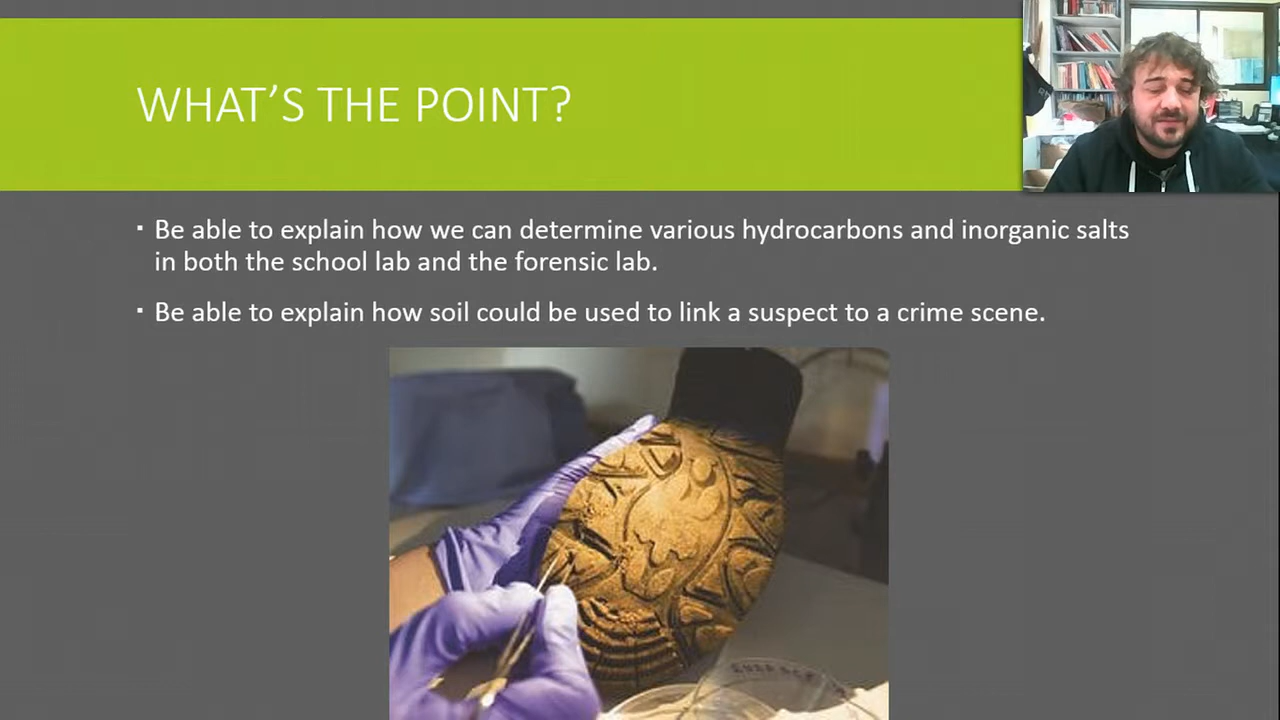 WHAT'S THE POINT?
▪ Be able to explain how we can determine various hydrocarbons and inorganic salts
in both the school lab and the forensic lab.
▪ Be able to explain how soil could be used to link a suspect to a crime scene.